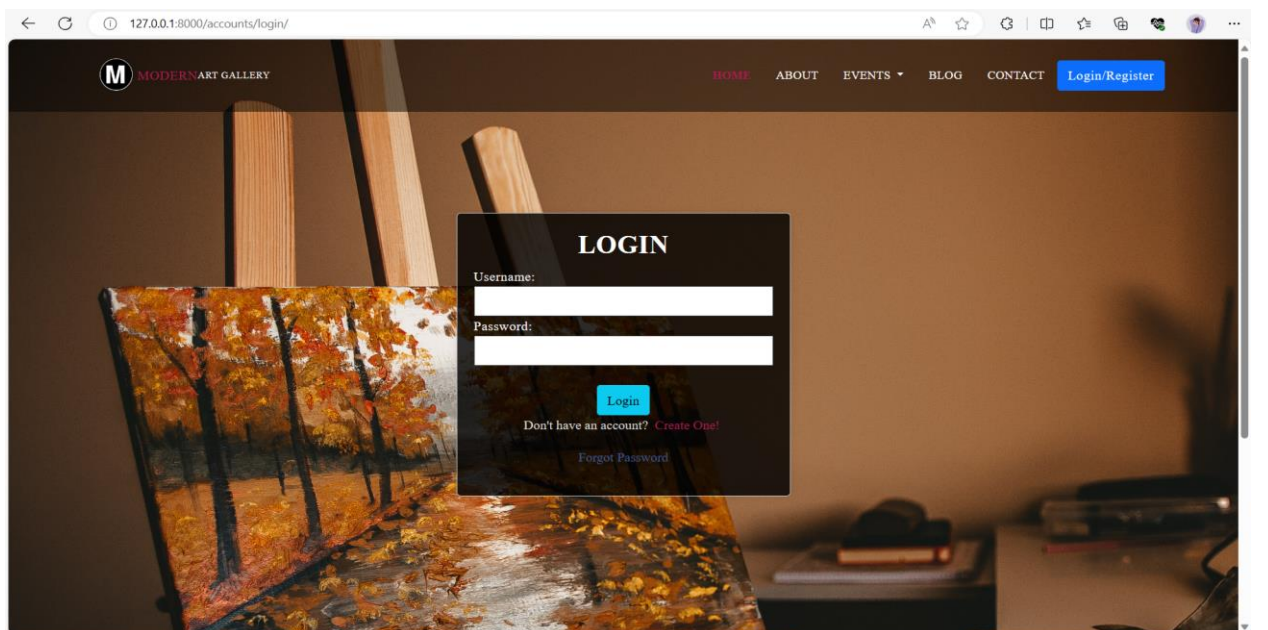 127.0.0.1:8000/accounts/login/
M MODERNART GALLERY HOME ABOUT EVENTS BLOG CONTACT Login/Register
LOGIN
Username:
Password:
Login
Don't have an account? Create One!
Forgot Password